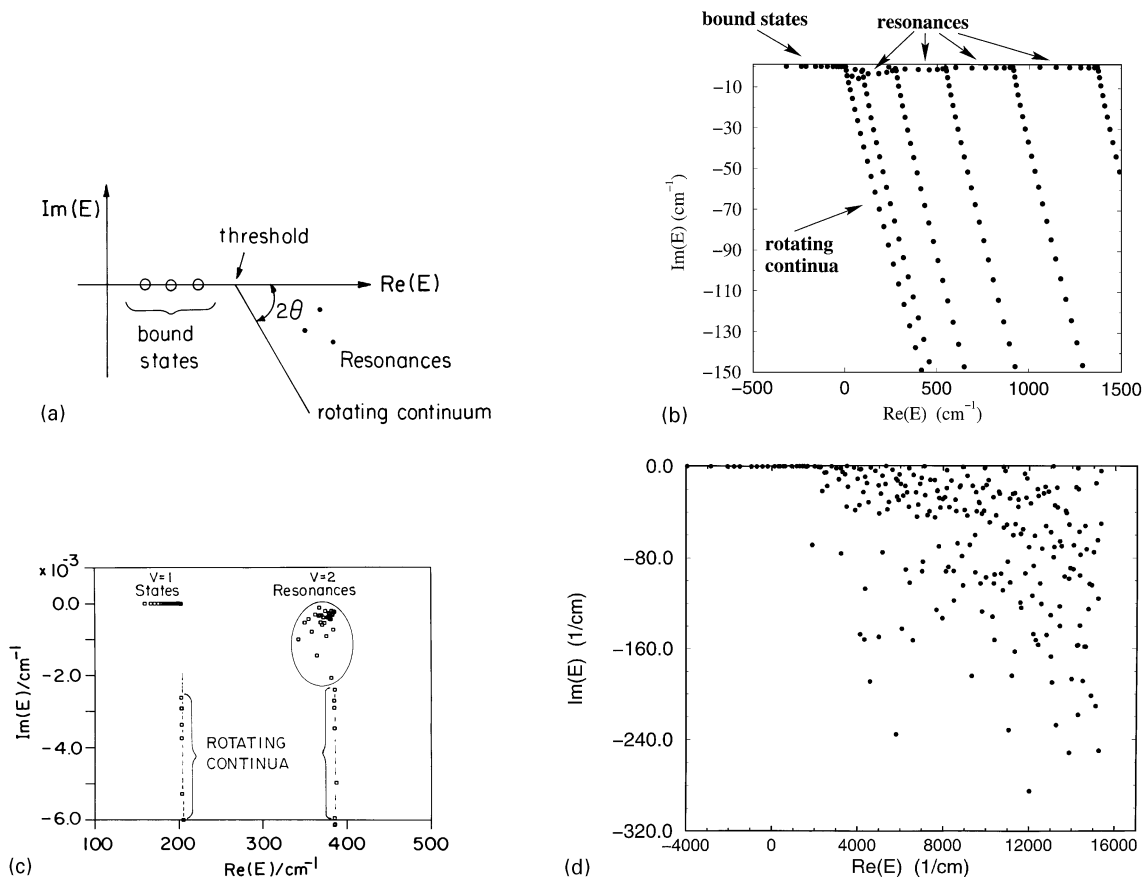 Im(E)
threshold
Re(E)
2θ
bound
states
Resonances
rotating continuum
(a)
bound states
resonances
−10
−30
−50
−70
−90
−110
−130
−150
Im(E) (cm⁻¹)
rotating
continua
−500
0
500
1000
1500
Re(E) (cm⁻¹)
(b)
×10⁻³
V=1
States
V=2
Resonances
0.0
−2.0
−4.0
−6.0
Im(E)/cm⁻¹
ROTATING
CONTINUA
100
200
300
400
500
Re(E)/cm⁻¹
(c)
0.0
−80.0
−160.0
−240.0
−320.0
Im(E) (1/cm)
−4000
0
4000
8000
12000
16000
Re(E) (1/cm)
(d)